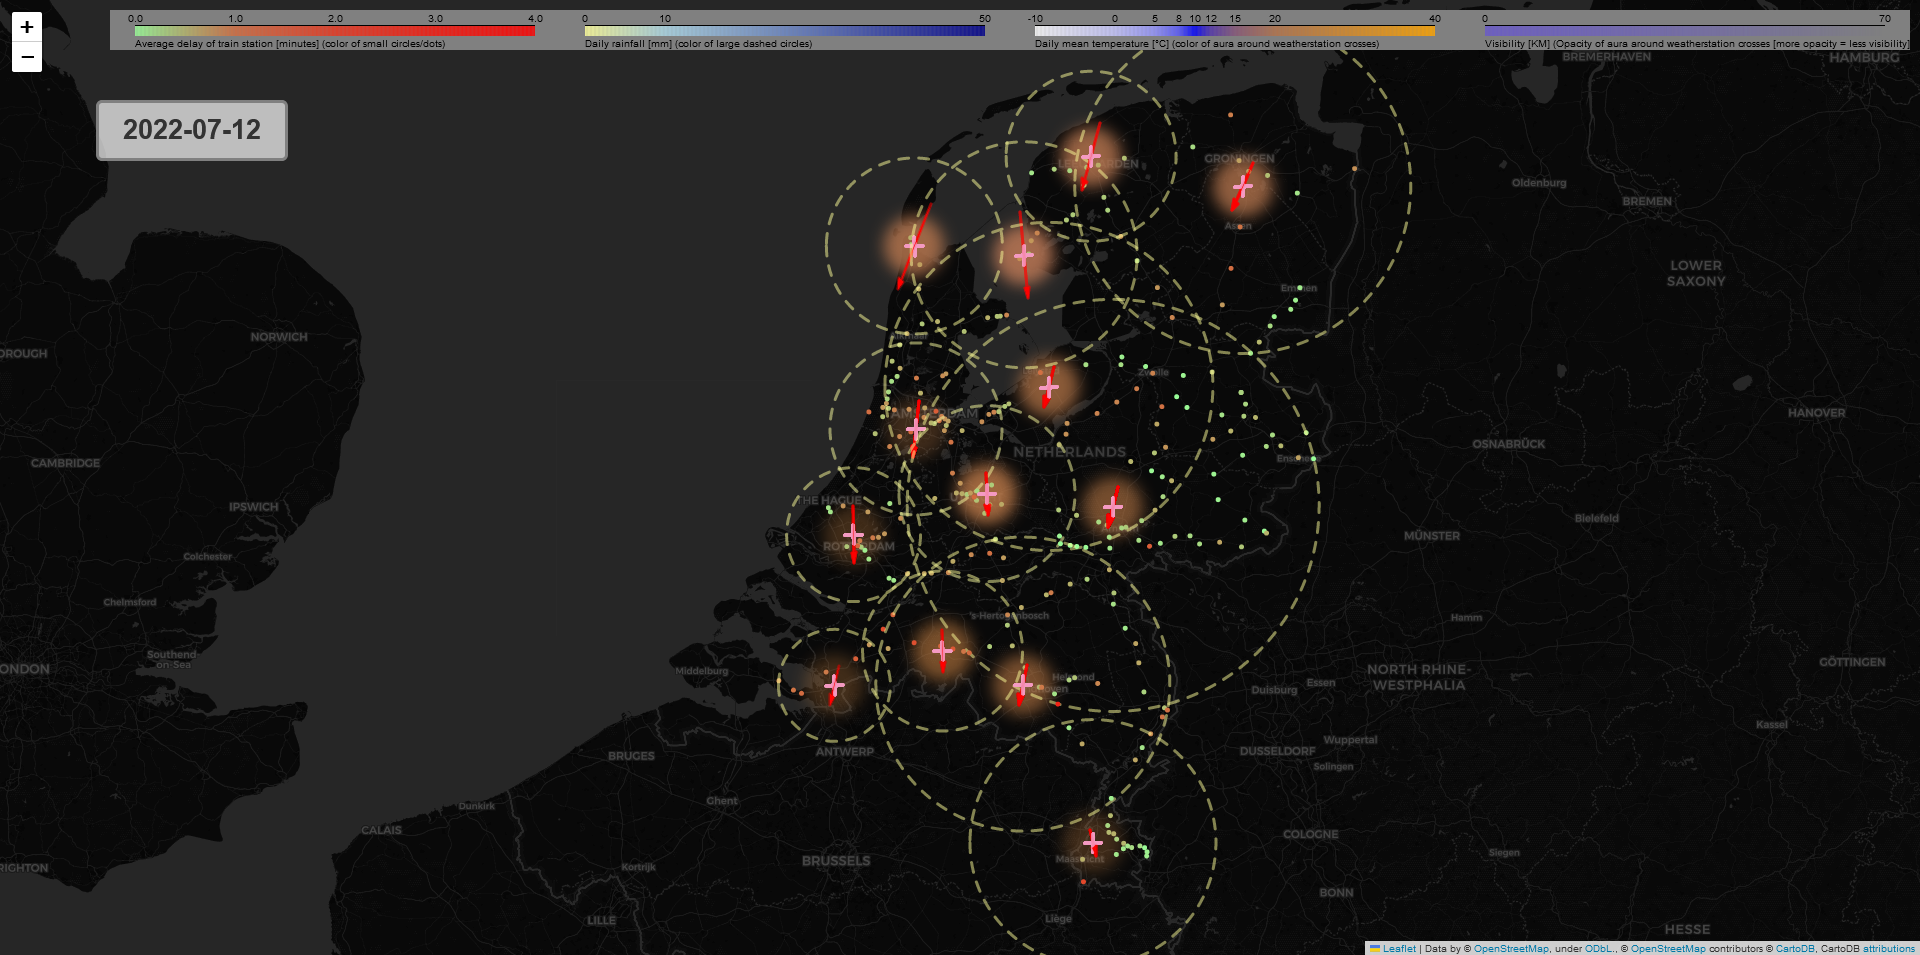 +
−
0.0 1.0 2.0 3.0 4.0
Average delay of train station [minutes] (color of small circles/dots)
0 10 50
Daily rainfall [mm] (color of large dashed circles)
-10 0 5 8 10 12 15 20 40
Daily mean temperature [°C] (color of aura around weatherstation crosses)
0 70
Visibility [KM] (Opacity of aura around weatherstation crosses [more opacity = less visibility]
2022-07-12
BREMERHAVEN
HAMBURG
GRONINGEN
Oldenburg
BREMEN
Assen
LOWER
SAXONY
Emmen
NORWICH
OROUGH
Zwolle
HANOVER
AMSTERDAM
OSNABRÜCK
NETHERLANDS
CAMBRIDGE
THE HAGUE
IPSWICH
Bielefeld
MÜNSTER
ROTTERDAM
Colchester
Chelmsford
's-Hertogenbosch
Hamm
Southend
-on-Sea
ONDON
Middelburg
Helmond
NORTH RHINE-
WESTPHALIA
GÖTTINGEN
Essen
Duisburg
Kassel
BRUGES
ANTWERP
DUSSELDORF
Wuppertal
Solingen
Ghent
Dunkirk
CALAIS
COLOGNE
Siegen
BRUSSELS
Maastricht
Kortrijk
RIGHTON
BONN
LILLE
Liège
HESSE
Leaflet | Data by © OpenStreetMap, under ODbL., © OpenStreetMap contributors © CartoDB, CartoDB attributions